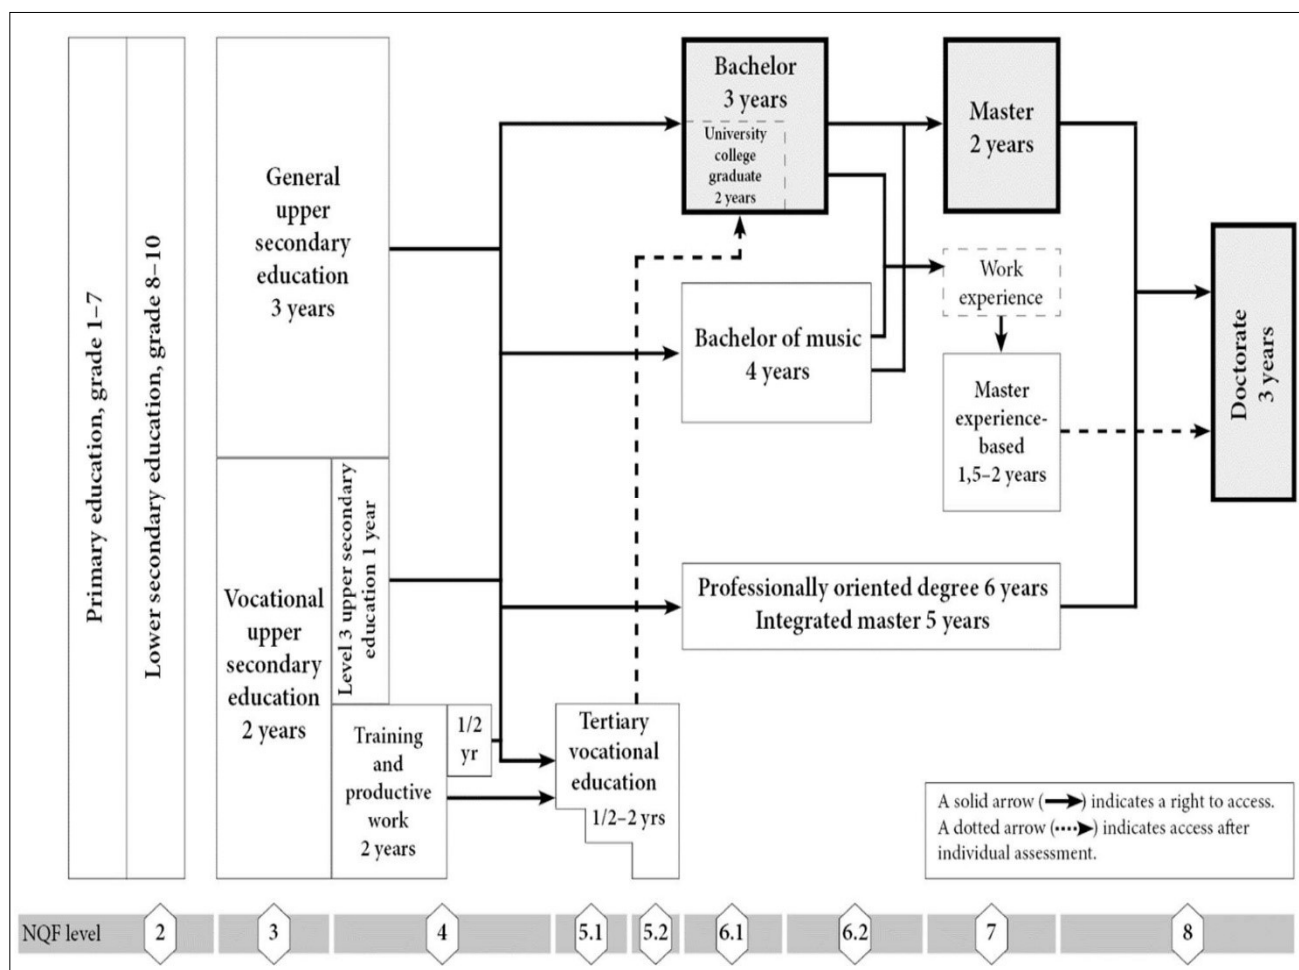 Primary education, grade 1–7
Lower secondary education, grade 8–10
General
upper
secondary
education
3 years
Vocational
upper
secondary
education
2 years
Level 3 upper secondary
education 1 year
Training
and
productive
work
2 years
1/2
yr
Tertiary
vocational
education
1/2–2 yrs
Bachelor
3 years
University
college
graduate
2 years
Bachelor of music
4 years
Professionally oriented degree 6 years
Integrated master 5 years
Master
2 years
Work
experience
Master
experience-
based
1,5–2 years
Doctorate
3 years
A solid arrow ( ) indicates a right to access.
A dotted arrow ( ) indicates access after
individual assessment.
NQF level 2 3 4 5.1 5.2 6.1 6.2 7 8